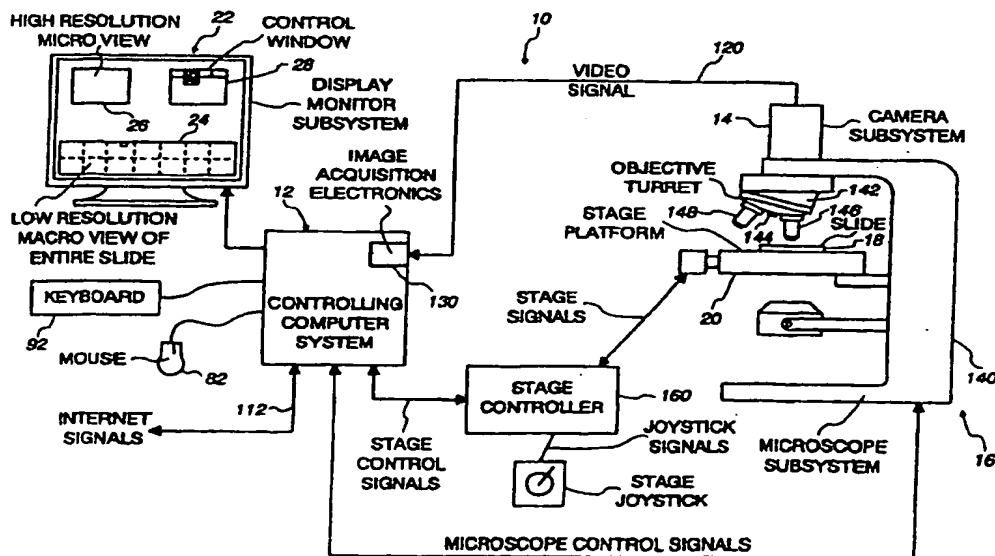 HIGH RESOLUTION
MICRO VIEW
22
CONTROL
WINDOW
28
DISPLAY
MONITOR
SUBSYSTEM
26
24
LOW RESOLUTION
MACRO VIEW OF
ENTIRE SLIDE
10
120
VIDEO
SIGNAL
14
CAMERA
SUBSYSTEM
IMAGE
ACQUISITION
ELECTRONICS
12
130
CONTROLLING
COMPUTER
SYSTEM
OBJECTIVE
TURRET
142
148
144
146
STAGE
PLATFORM
SLIDE
18
20
KEYBOARD
92
MOUSE
82
STAGE
SIGNALS
140
INTERNET
SIGNALS
112
STAGE
CONTROL
SIGNALS
STAGE
CONTROLLER
160
JOYSTICK
SIGNALS
STAGE
JOYSTICK
MICROSCOPE
SUBSYSTEM
16
MICROSCOPE CONTROL SIGNALS